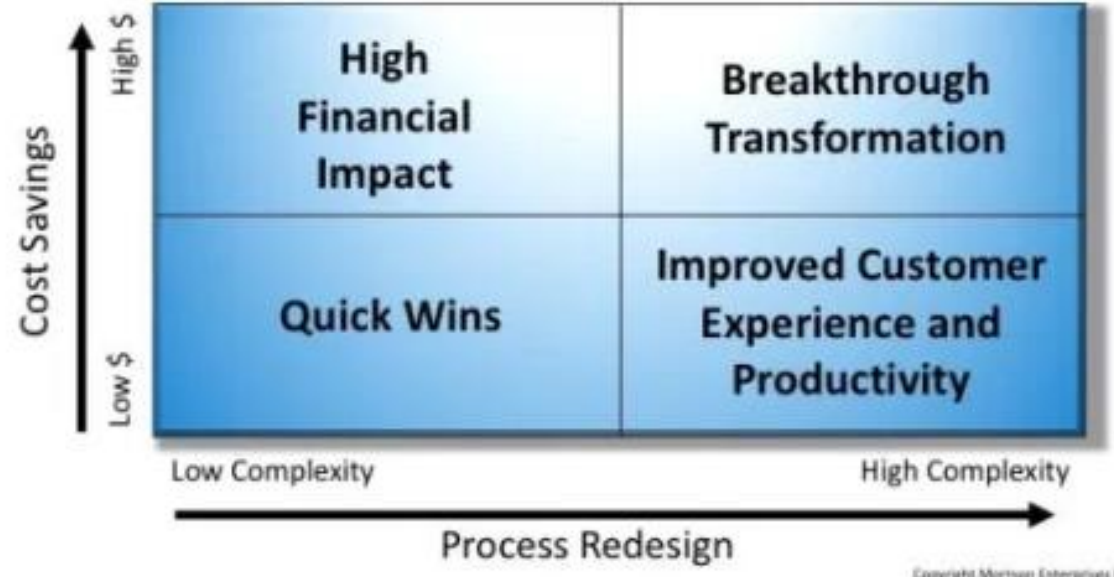 High $
Cost Savings
Low $
High
Financial
Impact
Breakthrough
Transformation
Quick Wins
Improved Customer
Experience and
Productivity
Low Complexity
High Complexity
Process Redesign
Copyright